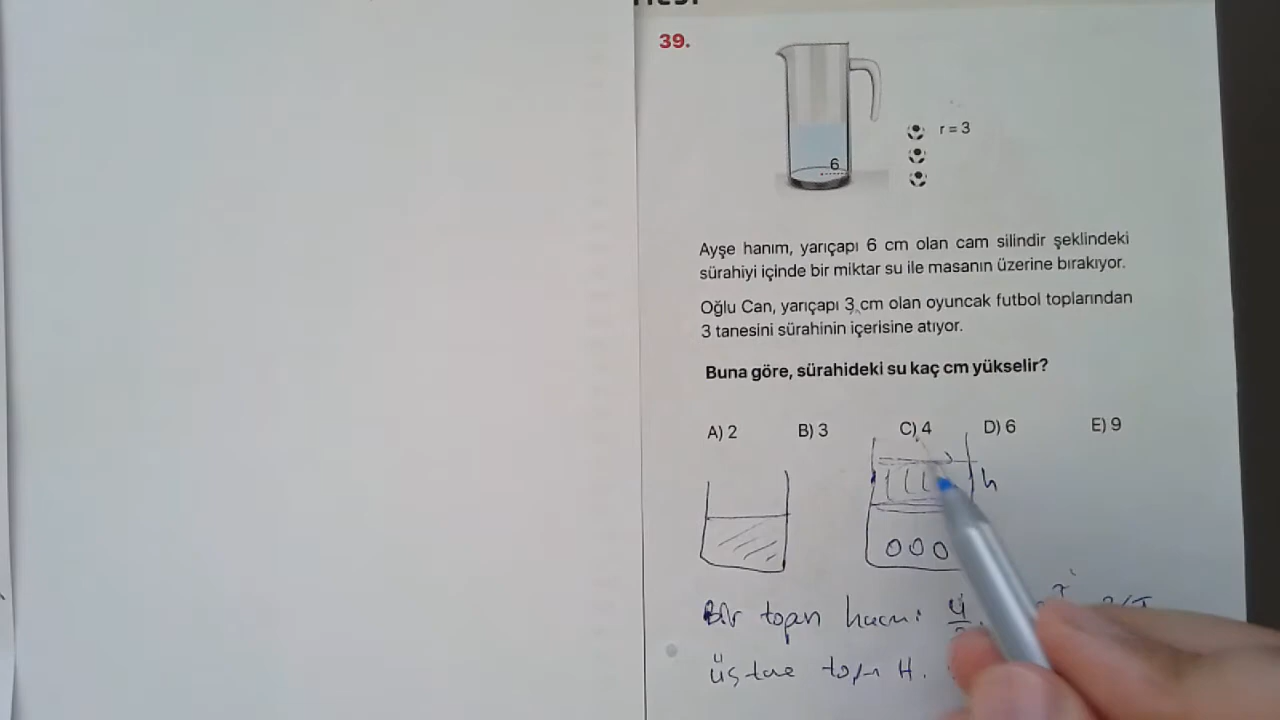 39.
r = 3
6
Ayşe hanım, yarıçapı 6 cm olan cam silindir şeklindeki
sürahiyi içinde bir miktar su ile masanın üzerine bırakıyor.
Oğlu Can, yarıçapı 3 cm olan oyuncak futbol toplarından
3 tanesini sürahinin içerisine atıyor.
Buna göre, sürahideki su kaç cm yükselir?
A) 2 B) 3 C) 4 D) 6 E) 9
h
Bir topun hacmi 4
üç tane topun H.